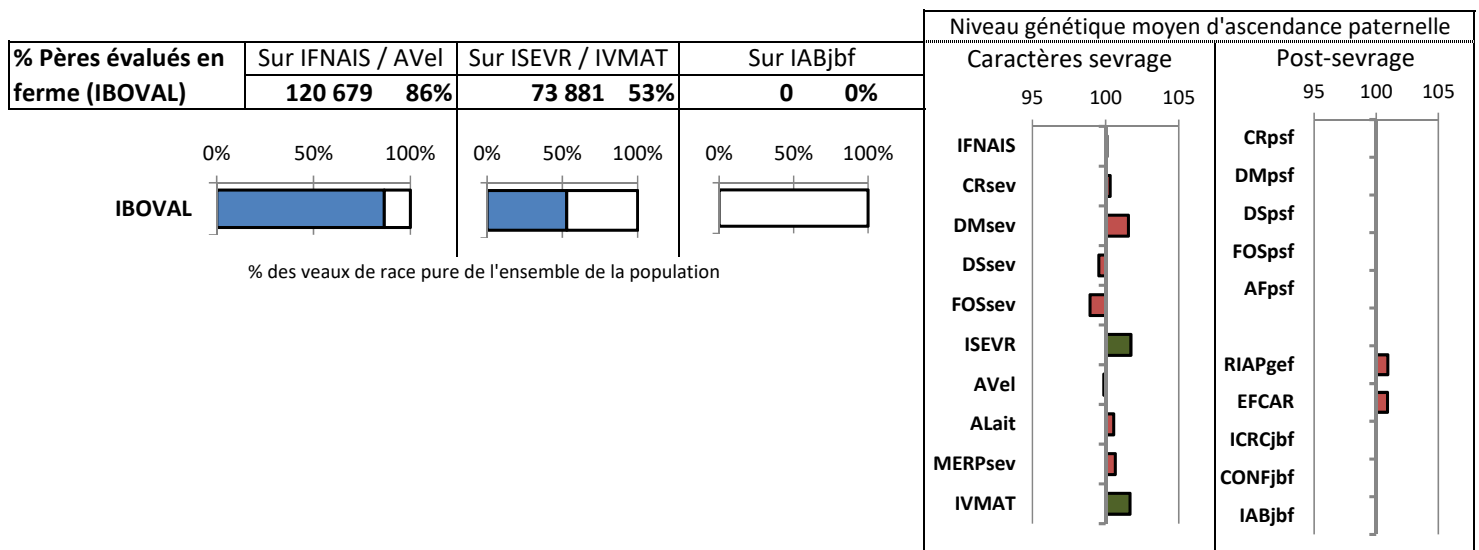 % Pères évalués en ferme (IBOVAL)
Sur IFNAIS / AVel
120 679 86%
Sur ISEVR / IVMAT
73 881 53%
Sur IABjbf
0 0%
0% 50% 100%
0% 50% 100%
0% 50% 100%
IBOVAL
% des veaux de race pure de l'ensemble de la population
Niveau génétique moyen d'ascendance paternelle
Caractères sevrage
95 100 105
IFNAIS
CRsev
DMsev
DSsev
FOSsev
ISEVR
AVel
ALait
MERPsev
IVMAT
Post-sevrage
95 100 105
CRpsf
DMpsf
DSpsf
FOSpsf
AFpsf
RIAPgef
EFCAR
ICRCjbf
CONFjbf
IABjbf